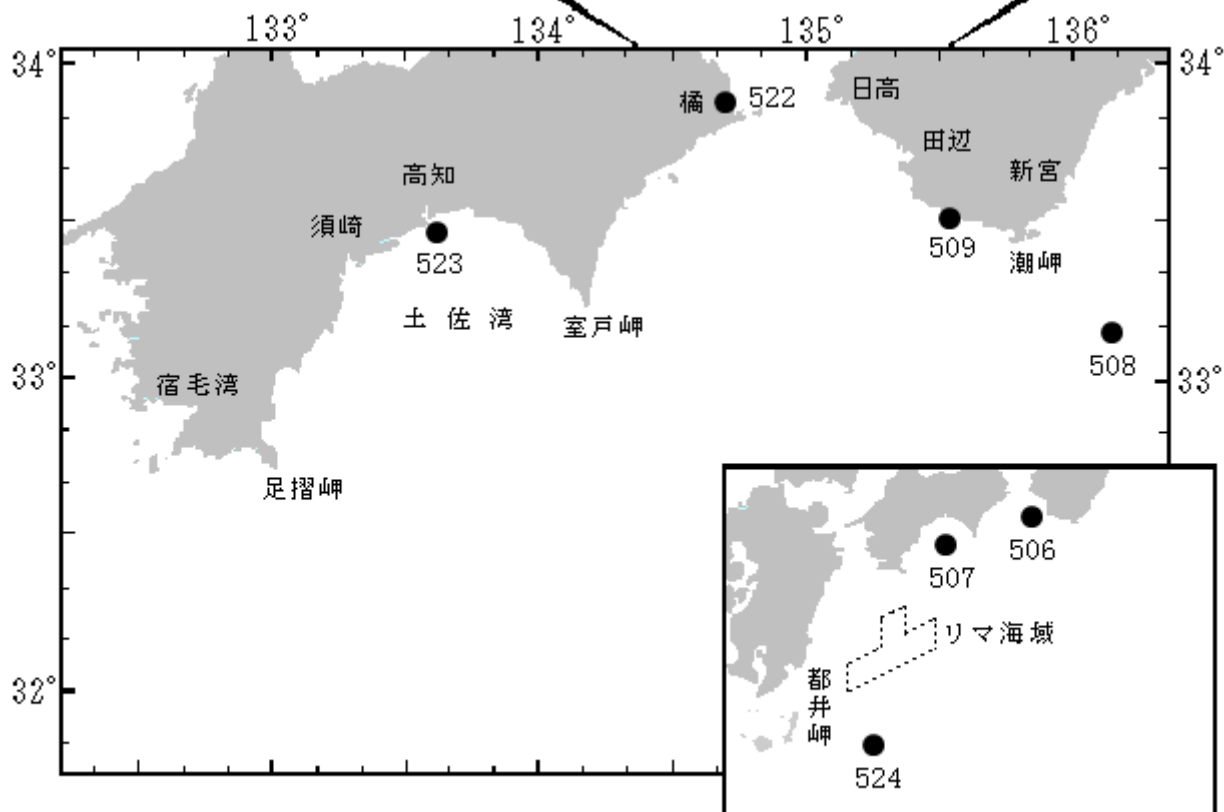 133°
134°
135°
136°
34°
34°
橘
522
日高
田辺
高知
新宮
須崎
523
509
潮岬
土佐湾
室戸岬
508
33°
33°
宿毛湾
足摺岬
506
507
リマ海域
都井岬
32°
524